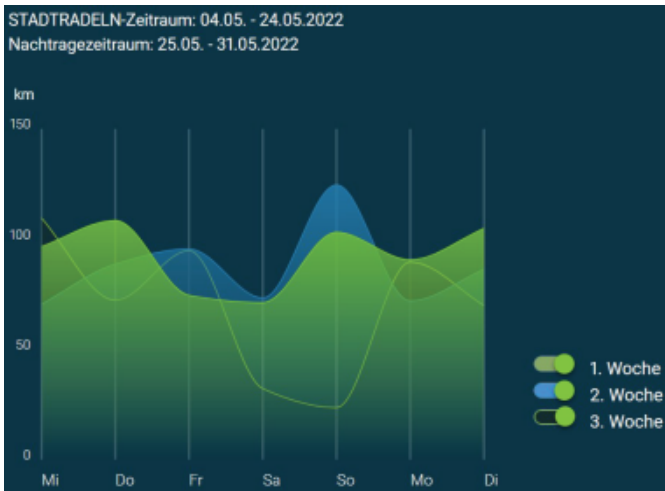 STADTRADELN-Zeitraum: 04.05. - 24.05.2022
Nachtragezeitraum: 25.05. - 31.05.2022
km
150
100
50
0
Mi Do Fr Sa So Mo Di
1. Woche
2. Woche
3. Woche